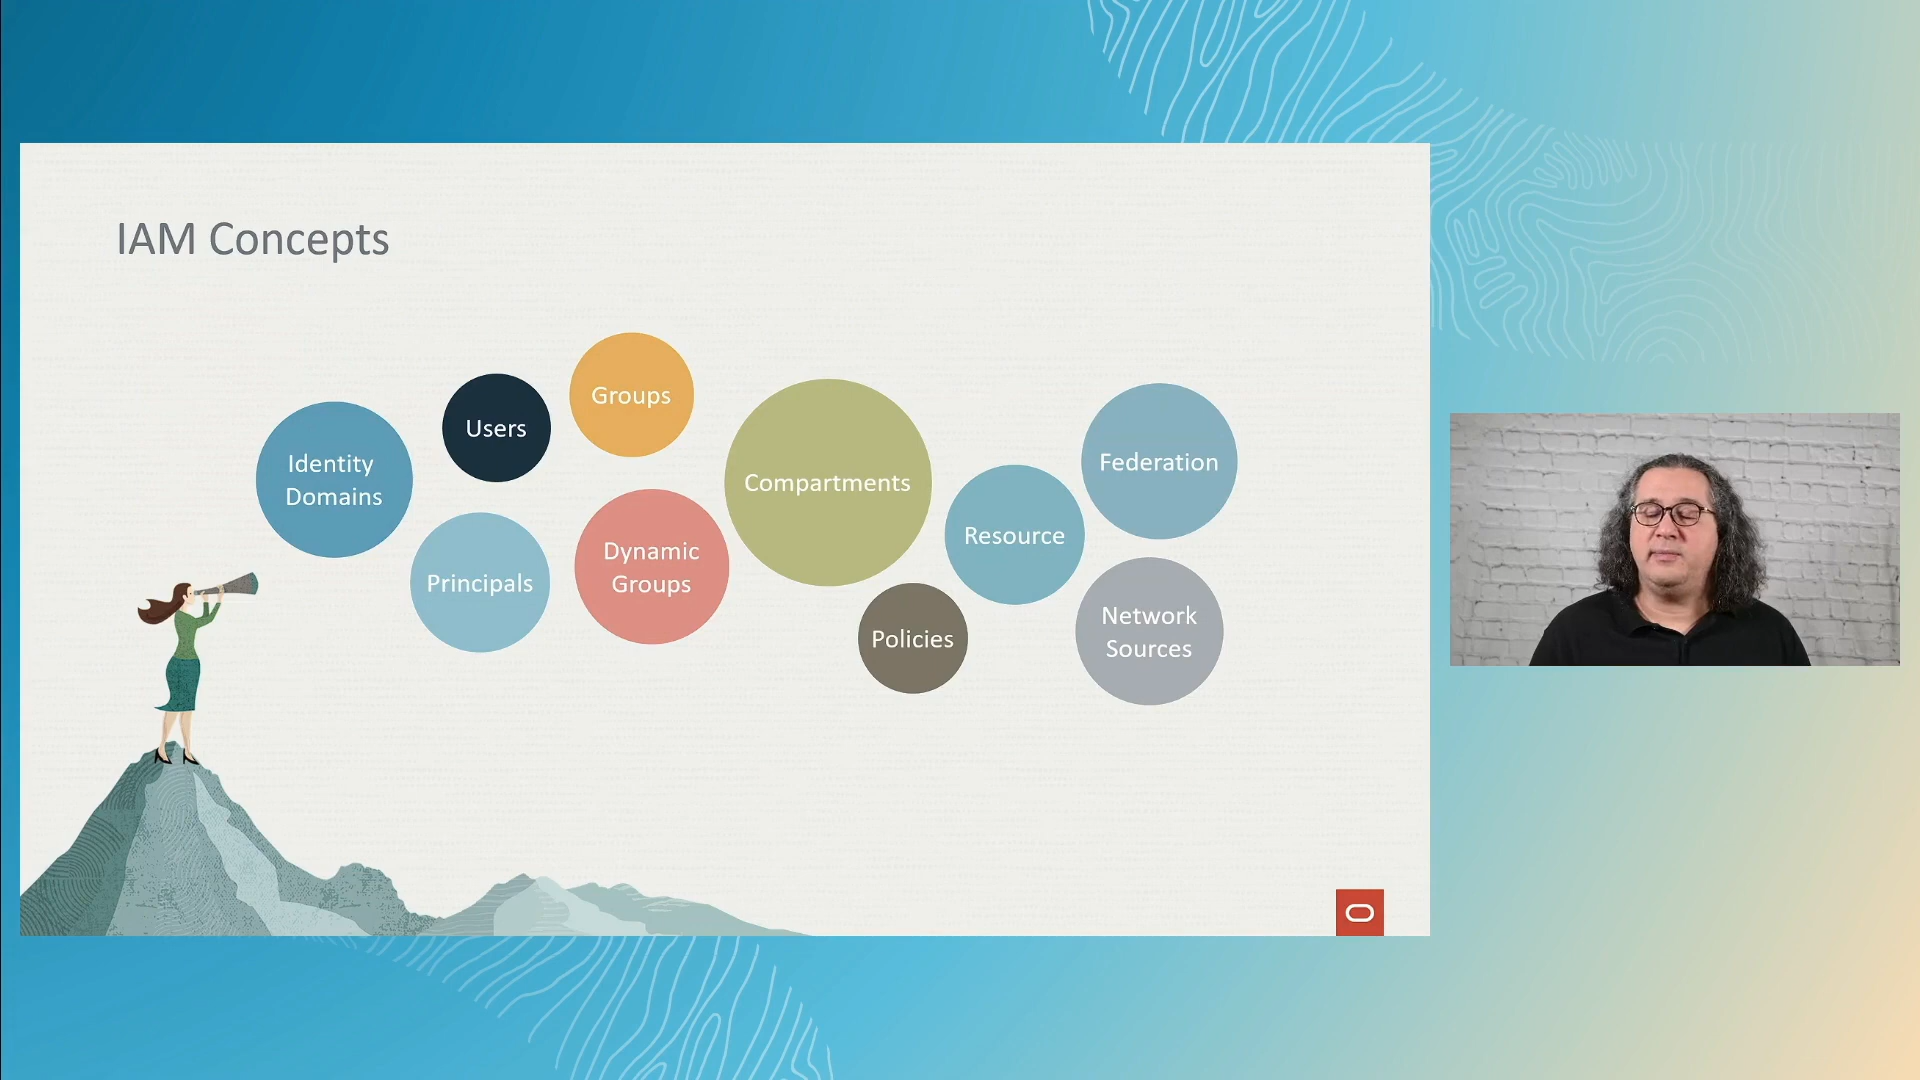 IAM Concepts
Identity
Domains
Users
Groups
Principals
Dynamic
Groups
Compartments
Policies
Resource
Federation
Network
Sources